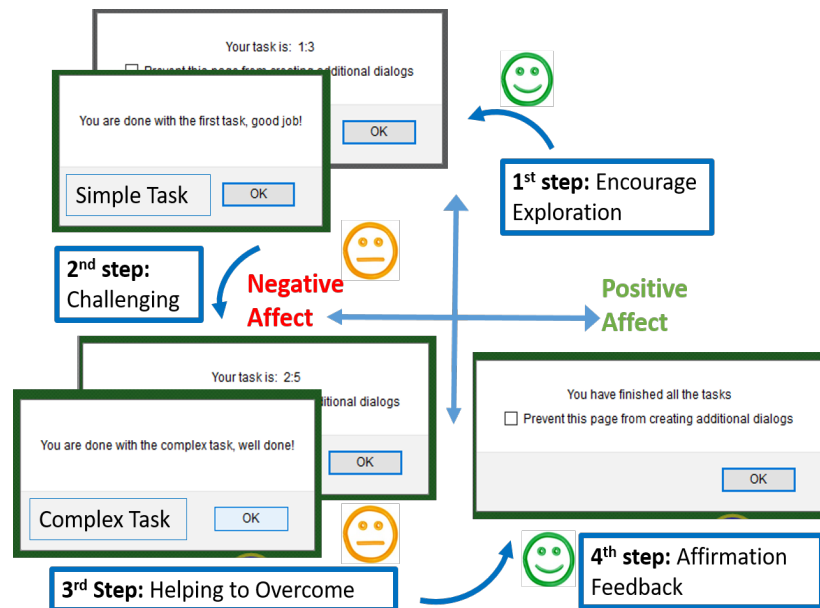 Your task is: 1:3
Prevent this page from creating additional dialogs
OK
You are done with the first task, good job!
Simple Task
OK
1st step: Encourage
Exploration
2nd step:
Challenging
Negative
Affect
Positive
Affect
Your task is: 2:5
ditional dialogs
OK
You are done with the complex task, well done!
Complex Task
OK
You have finished all the tasks
Prevent this page from creating additional dialogs
OK
3rd Step: Helping to Overcome
4th step: Affirmation
Feedback